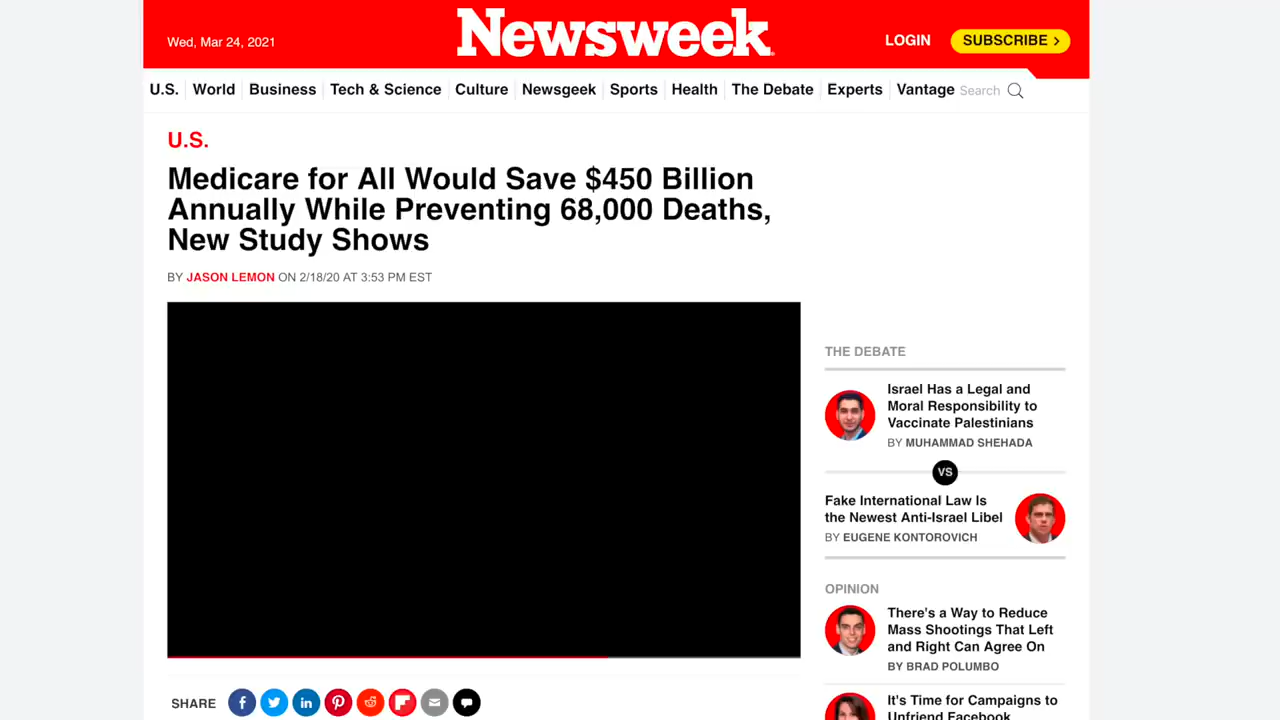 Wed, Mar 24, 2021
Newsweek
LOGIN
SUBSCRIBE >
U.S.
World
Business
Tech & Science
Culture
Newsgeek
Sports
Health
The Debate
Experts
Vantage
Search
U.S.
Medicare for All Would Save $450 Billion
Annually While Preventing 68,000 Deaths,
New Study Shows
BY JASON LEMON ON 2/18/20 AT 3:53 PM EST
SHARE
THE DEBATE
Israel Has a Legal and
Moral Responsibility to
Vaccinate Palestinians
BY MUHAMMAD SHEHADA
VS
Fake International Law Is
the Newest Anti-Israel Libel
BY EUGENE KONTOROVICH
OPINION
There's a Way to Reduce
Mass Shootings That Left
and Right Can Agree On
BY BRAD POLUMBO
It's Time for Campaigns to
Unfriend Facebook